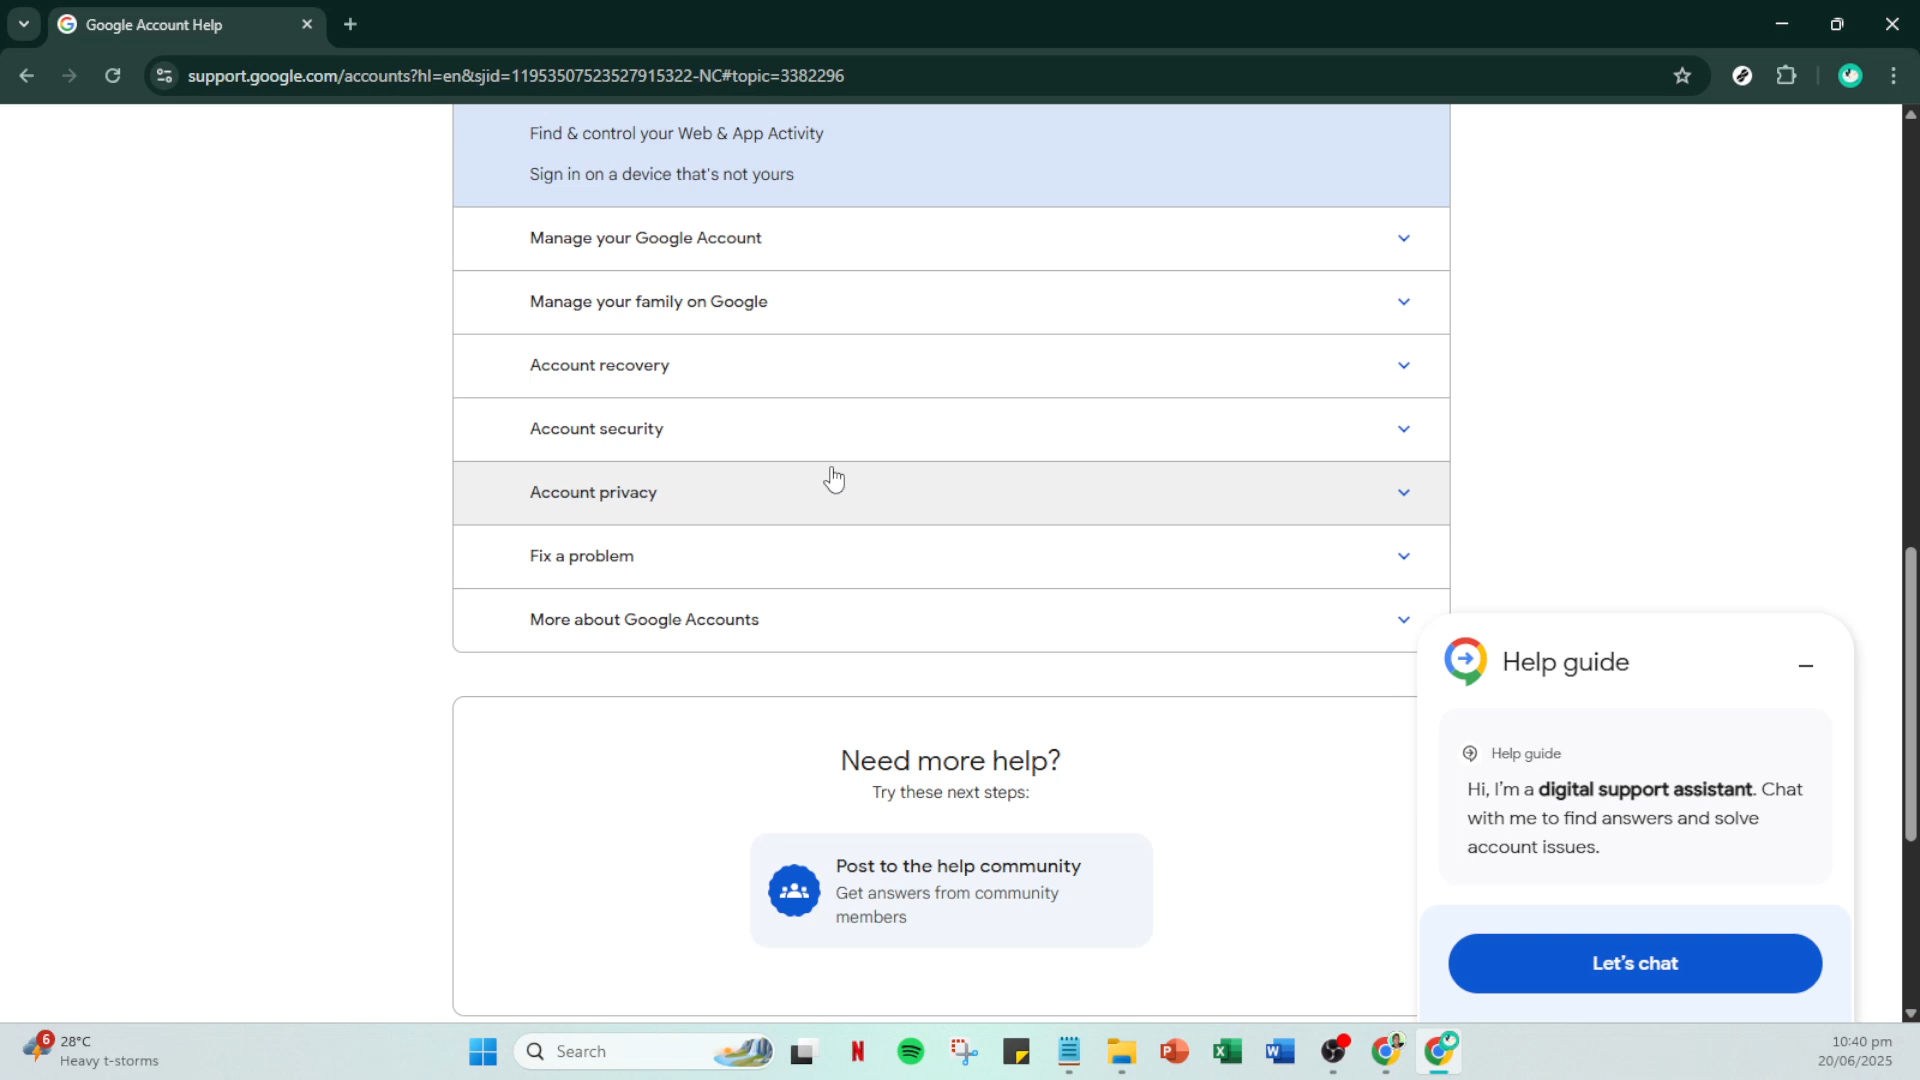 Google Account Help
support.google.com/accounts?hl=en&sjid=11953507523527915322-NC#topic=3382296
Find & control your Web & App Activity
Sign in on a device that's not yours
Manage your Google Account
Manage your family on Google
Account recovery
Account security
Account privacy
Fix a problem
More about Google Accounts
Need more help?
Try these next steps:
Post to the help community
Get answers from community
members
Help guide
Help guide
Hi, I'm a digital support assistant. Chat
with me to find answers and solve
account issues.
Let's chat
6
28°C
Heavy t-storms
Search
N
P
X
W
10:40 pm
20/06/2025